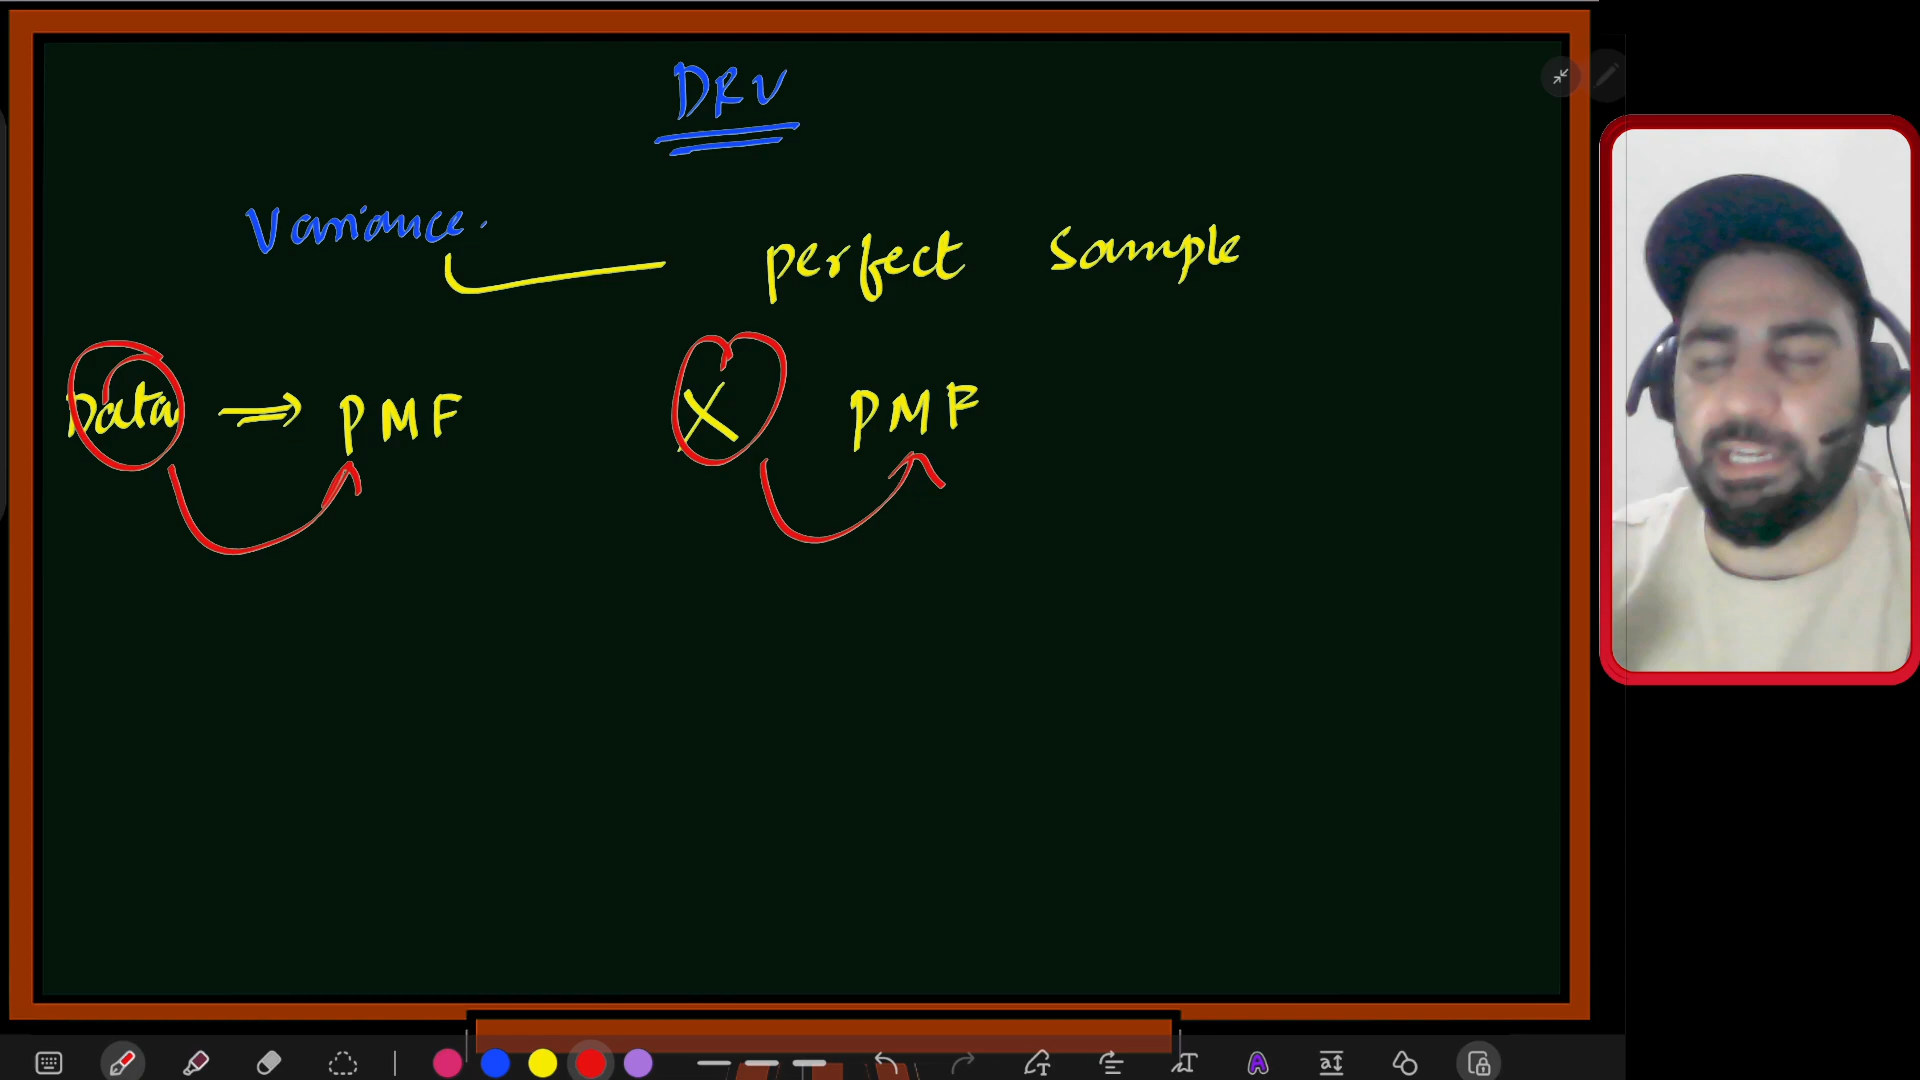 DRV
Variance.
perfect sample
Data ⇒ PMF
X PMF